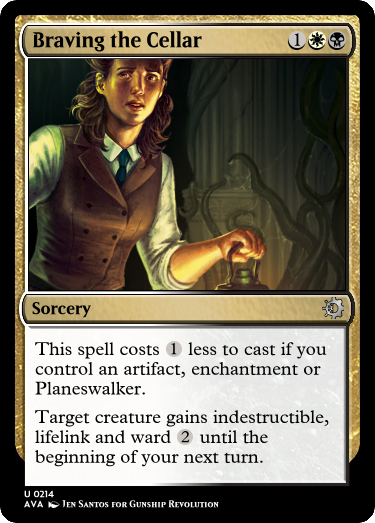 Braving the Cellar 1
Sorcery
This spell costs 1 less to cast if you
control an artifact, enchantment or
Planeswalker.
Target creature gains indestructible,
lifelink and ward 2 until the
beginning of your next turn.
U 0214
AVA Jen Santos for Gunship Revolution